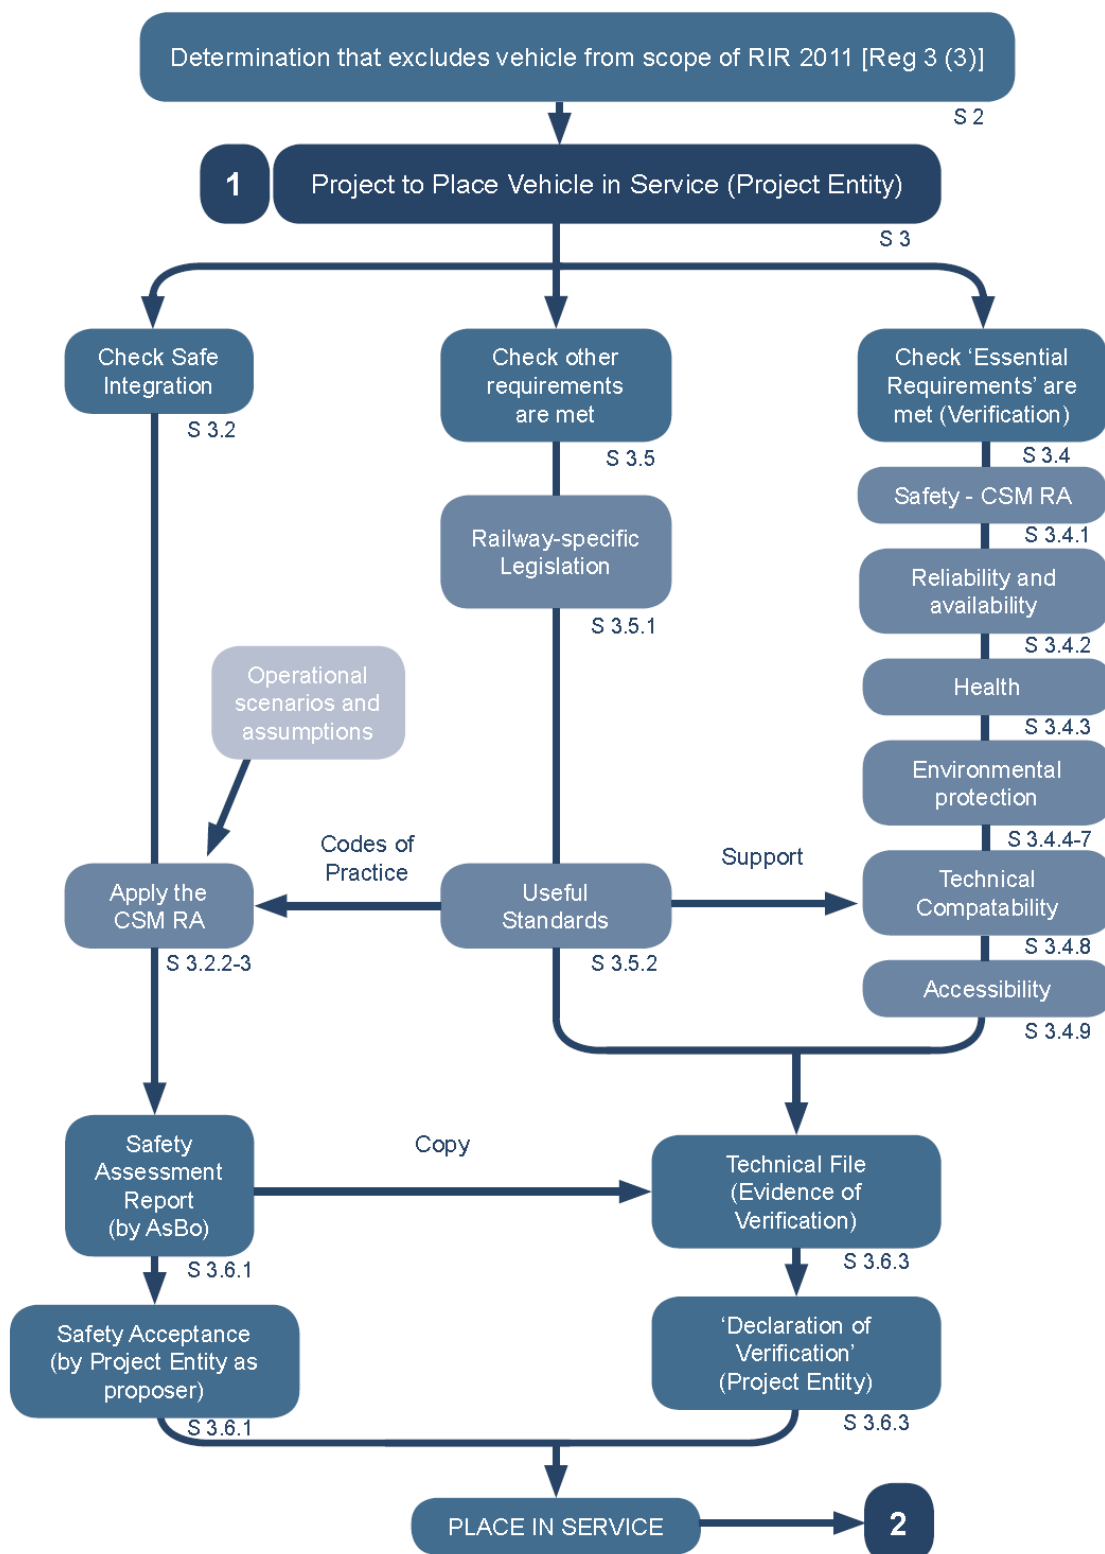 Determination that excludes vehicle from scope of RIR 2011 [Reg 3 (3)]
S 2
1
Project to Place Vehicle in Service (Project Entity)
S 3
Check Safe
Integration
S 3.2
Check other
requirements
are met
S 3.5
Check ‘Essential
Requirements’ are
met (Verification)
S 3.4
Safety - CSM RA
S 3.4.1
Railway-specific
Legislation
S 3.5.1
Reliability and
availability
S 3.4.2
Health
S 3.4.3
Operational
scenarios and
assumptions
Environmental
protection
S 3.4.4-7
Codes of
Practice
Support
Apply the
CSM RA
S 3.2.2-3
Useful
Standards
S 3.5.2
Technical
Compatability
S 3.4.8
Accessibility
S 3.4.9
Safety
Assessment
Report
(by AsBo)
S 3.6.1
Copy
Technical File
(Evidence of
Verification)
S 3.6.3
Safety Acceptance
(by Project Entity as
proposer)
S 3.6.1
‘Declaration of
Verification’
(Project Entity)
S 3.6.3
PLACE IN SERVICE
2